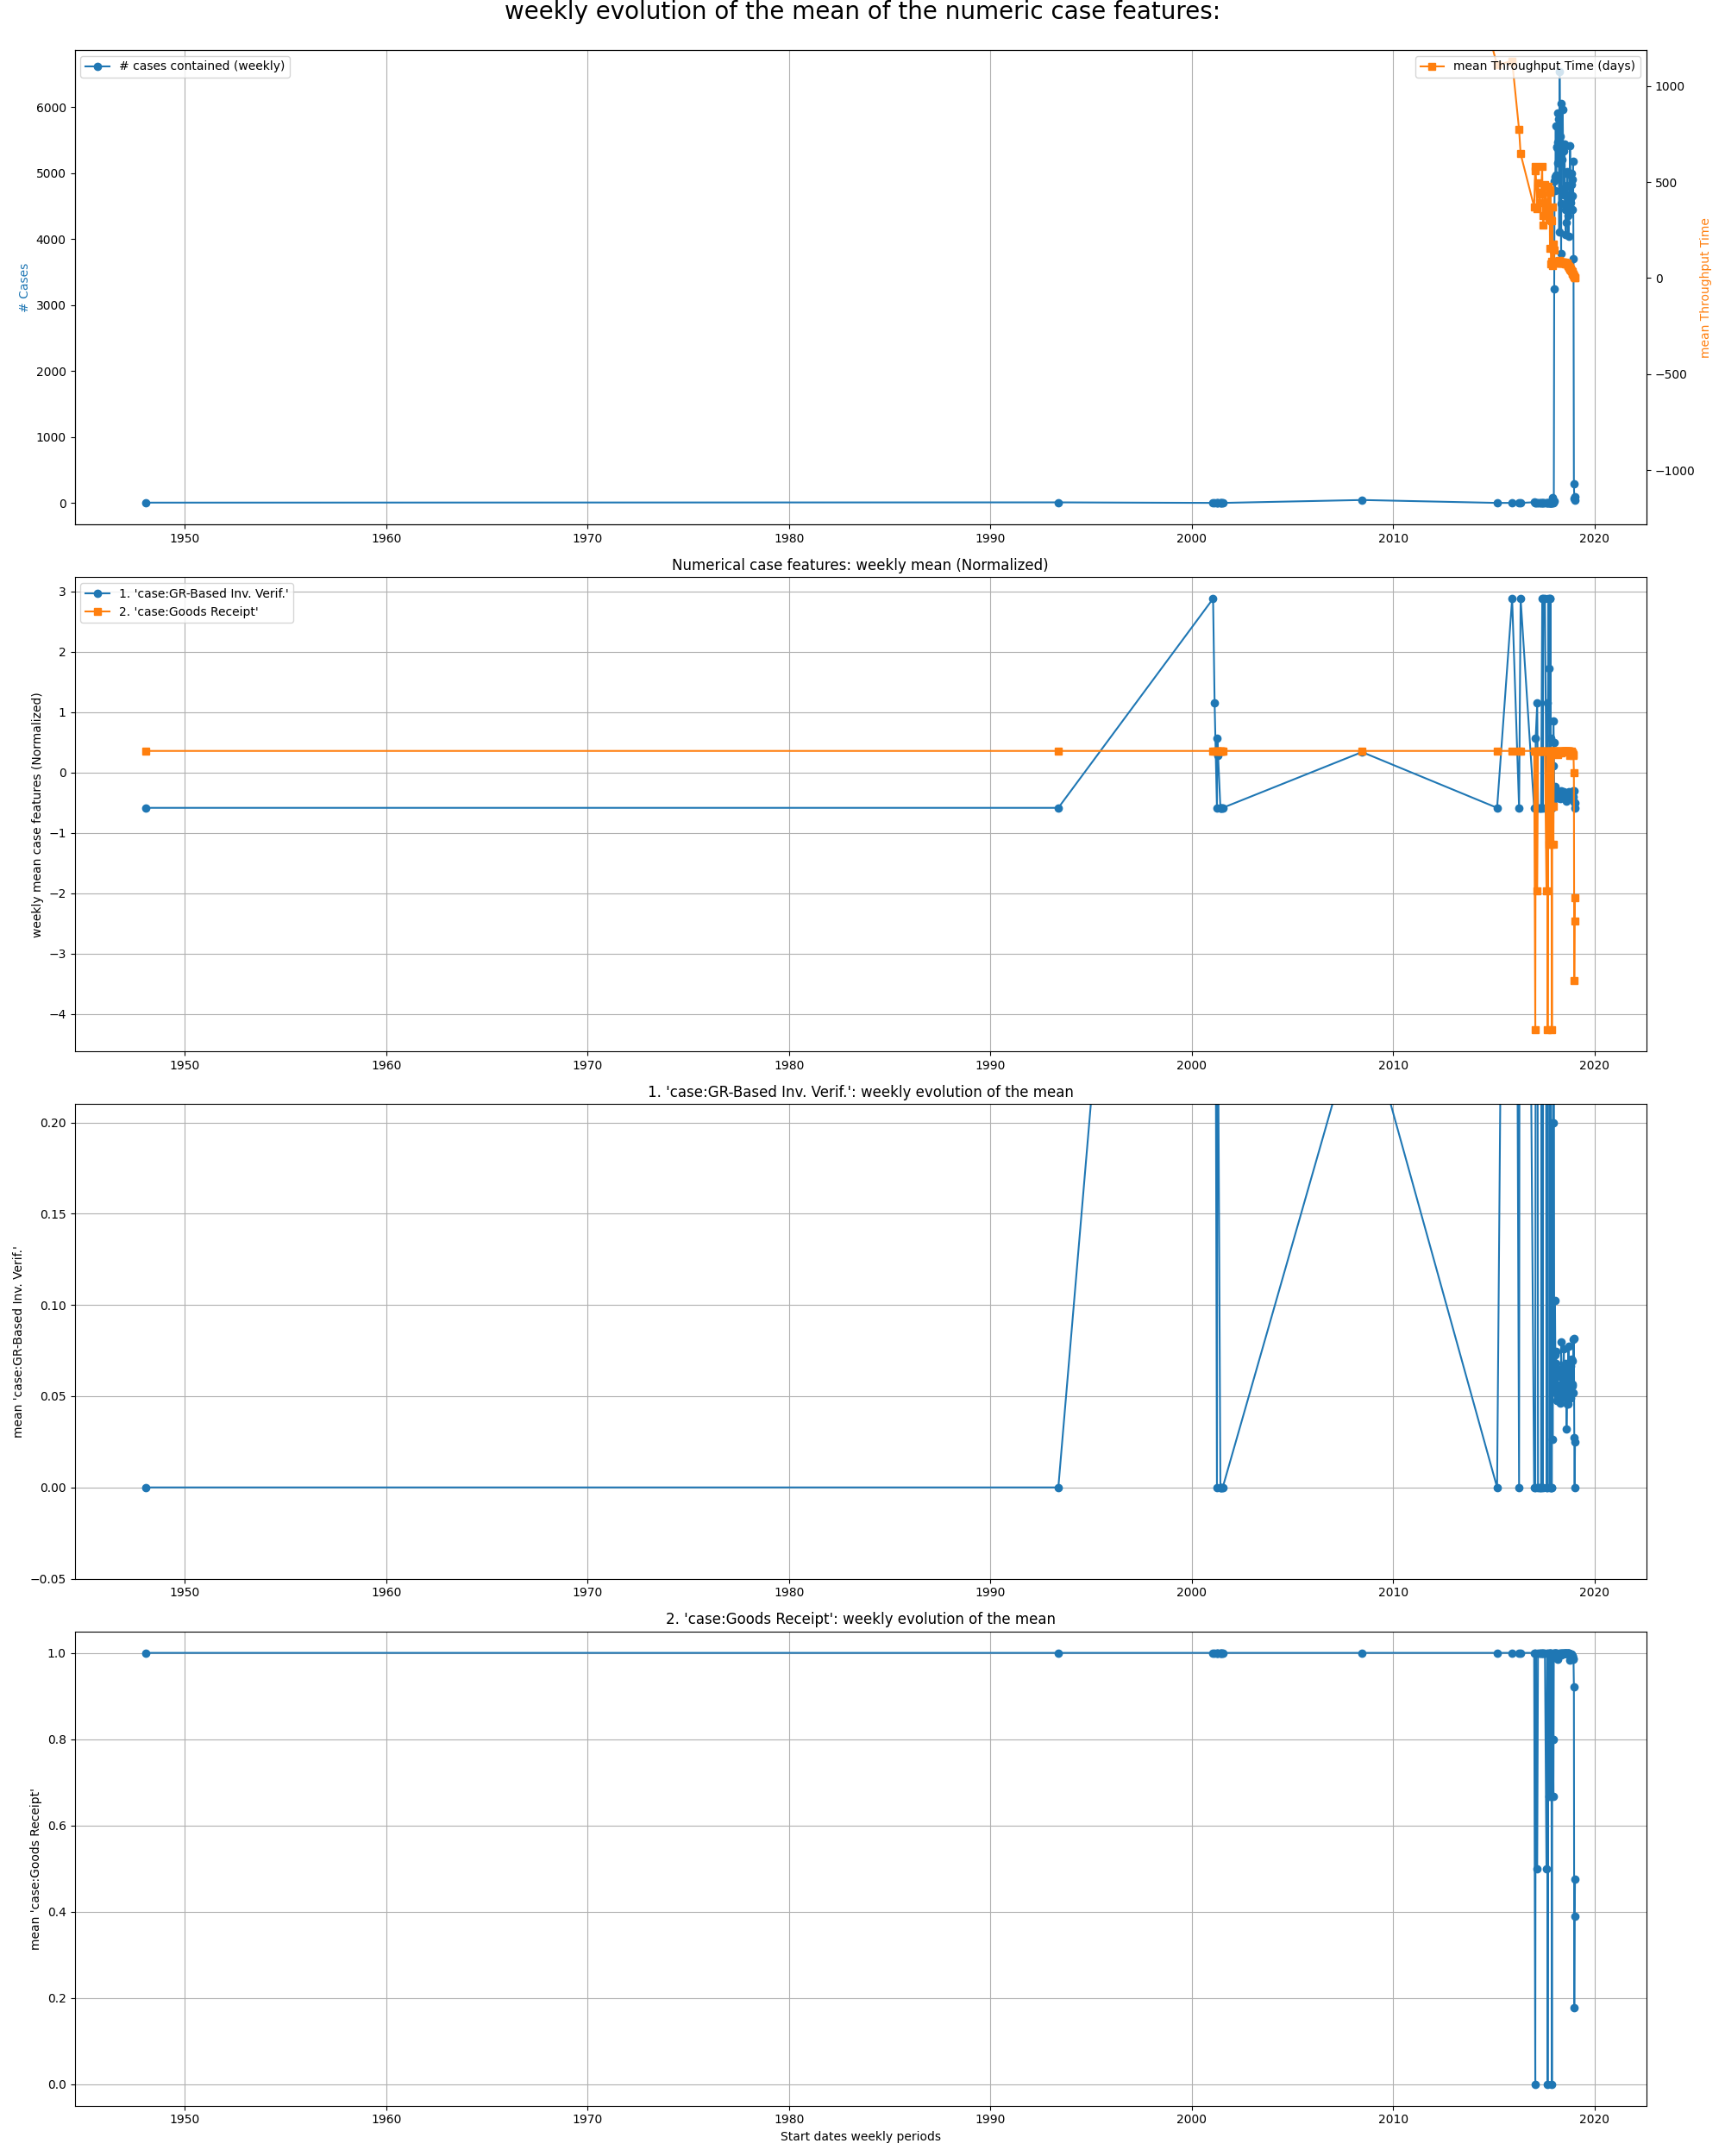 weekly evolution of the mean of the numeric case features:
# cases contained (weekly)
mean Throughput Time (days)
# Cases
mean Throughput Time
6000
5000
4000
3000
2000
1000
0
1000
500
0
−500
−1000
1950 1960 1970 1980 1990 2000 2010 2020
Numerical case features: weekly mean (Normalized)
1. 'case:GR-Based Inv. Verif.'
2. 'case:Goods Receipt'
weekly mean case features (Normalized)
3
2
1
0
−1
−2
−3
−4
1950 1960 1970 1980 1990 2000 2010 2020
1. 'case:GR-Based Inv. Verif.': weekly evolution of the mean
mean 'case:GR-Based Inv. Verif.'
0.20
0.15
0.10
0.05
0.00
−0.05
1950 1960 1970 1980 1990 2000 2010 2020
2. 'case:Goods Receipt': weekly evolution of the mean
mean 'case:Goods Receipt'
1.0
0.8
0.6
0.4
0.2
0.0
1950 1960 1970 1980 1990 2000 2010 2020
Start dates weekly periods